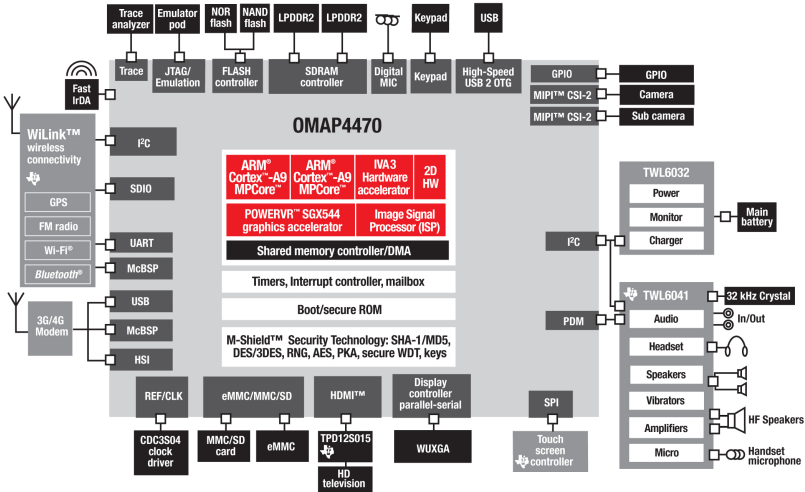 Trace
analyzer
Emulator
pod
NOR
flash
NAND
flash
LPDDR2
LPDDR2
Keypad
USB
Trace
JTAG/
Emulation
FLASH
controller
SDRAM
controller
Digital
MIC
Keypad
High-Speed
USB 2 OTG
GPIO
GPIO
MIPI™ CSI-2
Camera
MIPI™ CSI-2
Sub camera
Fast
IrDA
WiLink™
wireless
connectivity
GPS
FM radio
Wi-Fi®
Bluetooth®
3G/4G
Modem
I²C
SDIO
UART
McBSP
USB
McBSP
HSI
OMAP4470
ARM®
Cortex™-A9
MPCore™
ARM®
Cortex™-A9
MPCore™
IVA 3
Hardware
accelerator
2D
HW
POWERVR™ SGX544
graphics accelerator
Image Signal
Processor (ISP)
Shared memory controller/DMA
Timers, Interrupt controller, mailbox
Boot/secure ROM
M-Shield™ Security Technology: SHA-1/MD5,
DES/3DES, RNG, AES, PKA, secure WDT, keys
I²C
PDM
TWL6032
Power
Monitor
Charger
Main
battery
TWL6041
Audio
Headset
Speakers
Vibrators
Amplifiers
Micro
32 kHz Crystal
In/Out
HF Speakers
Handset
microphone
REF/CLK
eMMC/MMC/SD
HDMI™
Display
controller
parallel-serial
SPI
CDC3S04
clock
driver
MMC/SD
card
eMMC
TPD12S015
HD
television
WUXGA
Touch
screen
controller